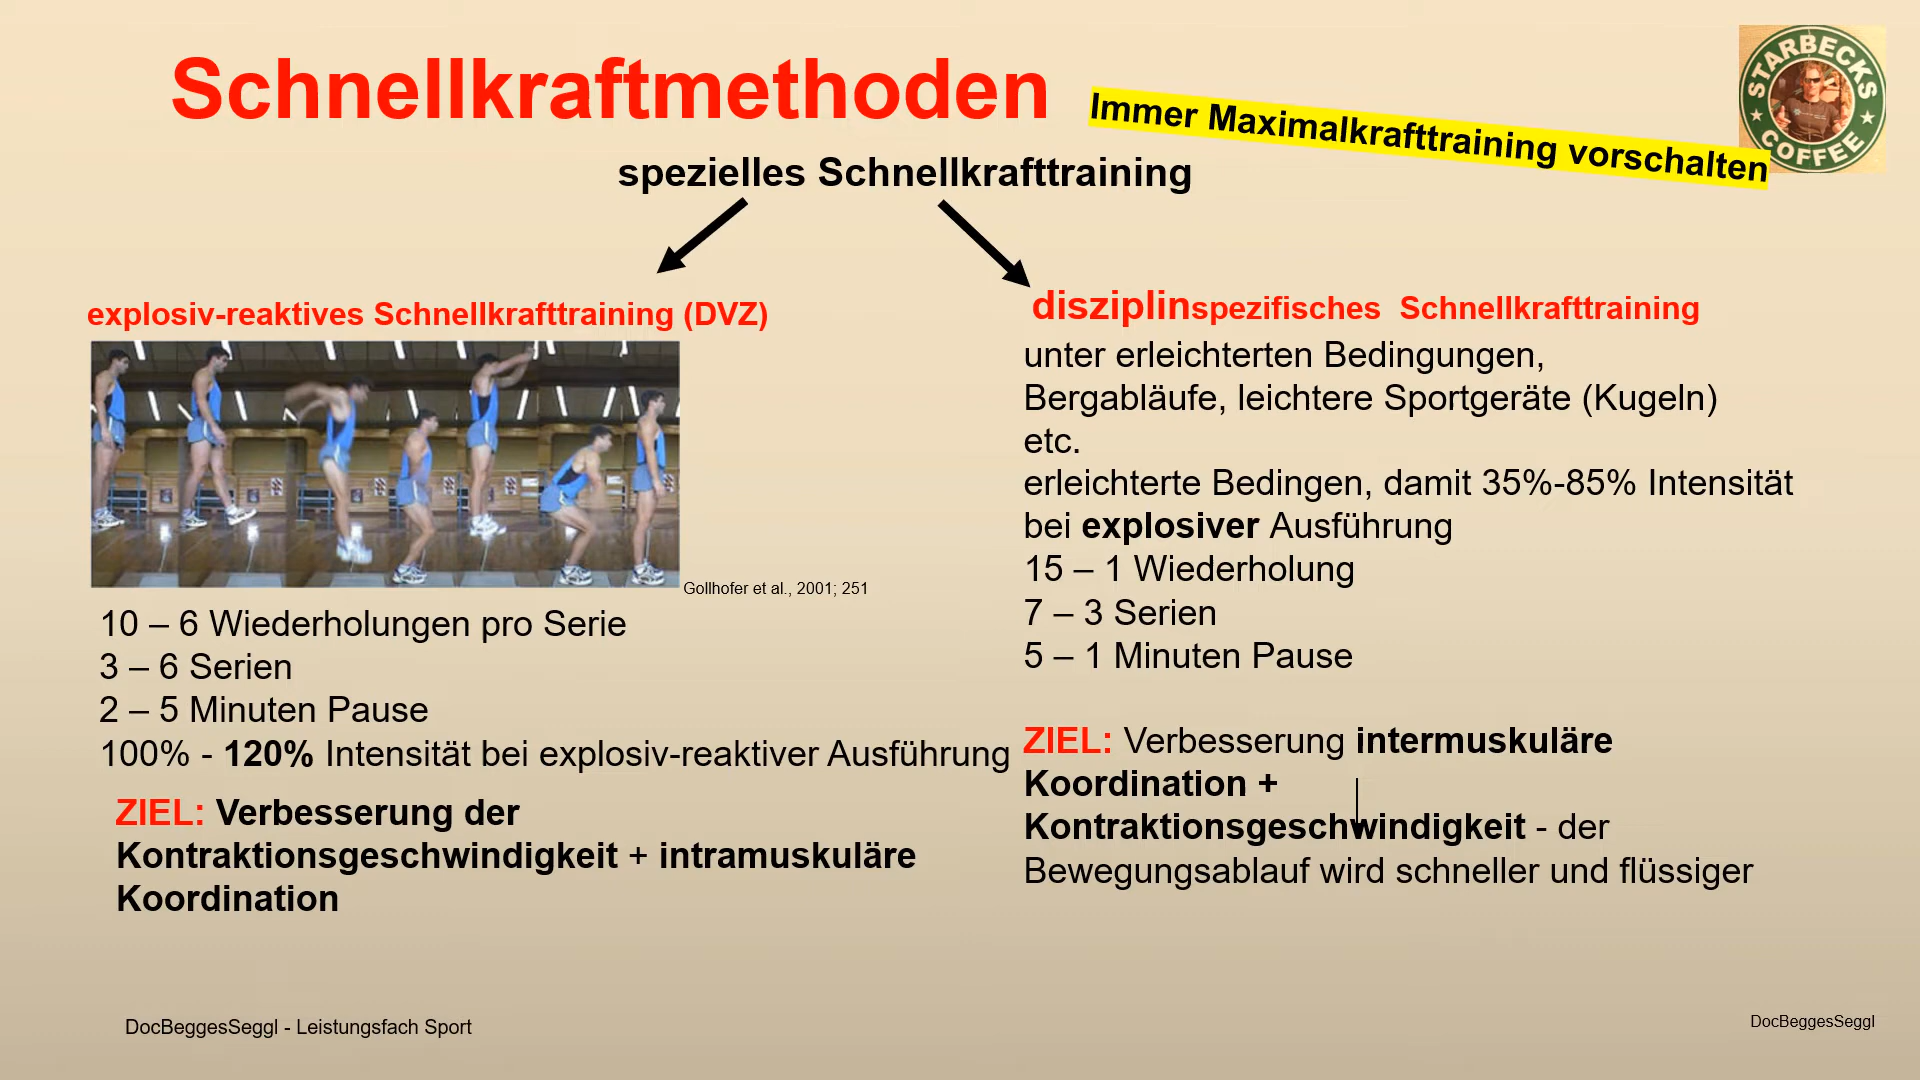 Schnellkraftmethoden
Immer Maximalkrafttraining vorschalten
STARBECKS
COFFEE
spezielles Schnellkrafttraining
explosiv-reaktives Schnellkrafttraining (DVZ)
Gollhofer et al., 2001; 251
10 – 6 Wiederholungen pro Serie
3 – 6 Serien
2 – 5 Minuten Pause
100% - 120% Intensität bei explosiv-reaktiver Ausführung
ZIEL: Verbesserung der
Kontraktionsgeschwindigkeit + intramuskuläre
Koordination
disziplinspezifisches Schnellkrafttraining
unter erleichterten Bedingungen,
Bergabläufe, leichtere Sportgeräte (Kugeln)
etc.
erleichterte Bedingen, damit 35%-85% Intensität
bei explosiver Ausführung
15 – 1 Wiederholung
7 – 3 Serien
5 – 1 Minuten Pause
ZIEL: Verbesserung intermuskuläre
Koordination +
Kontraktionsgeschwindigkeit - der
Bewegungsablauf wird schneller und flüssiger
DocBeggesSeggl - Leistungsfach Sport
DocBeggesSeggl